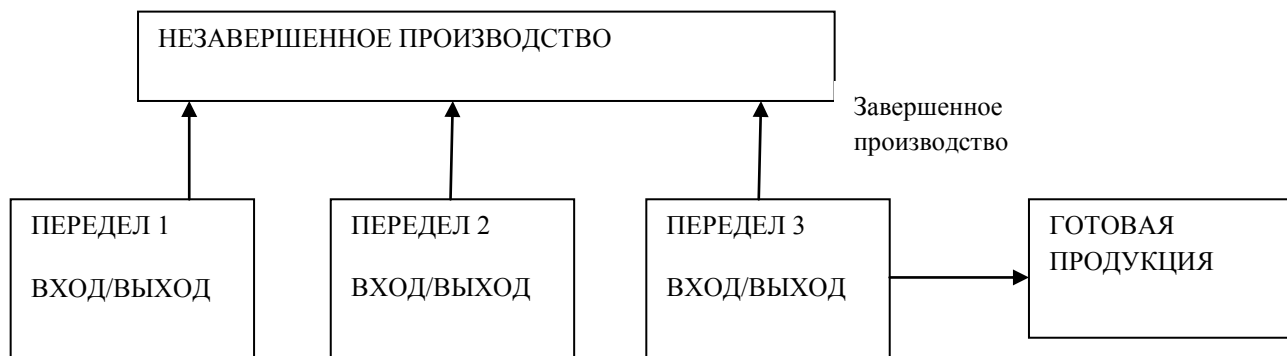 НЕЗАВЕРШЕННОЕ ПРОИЗВОДСТВО
Завершенное
производство
ПЕРЕДЕЛ 1
ВХОД/ВЫХОД
ПЕРЕДЕЛ 2
ВХОД/ВЫХОД
ПЕРЕДЕЛ 3
ВХОД/ВЫХОД
ГОТОВАЯ
ПРОДУКЦИЯ